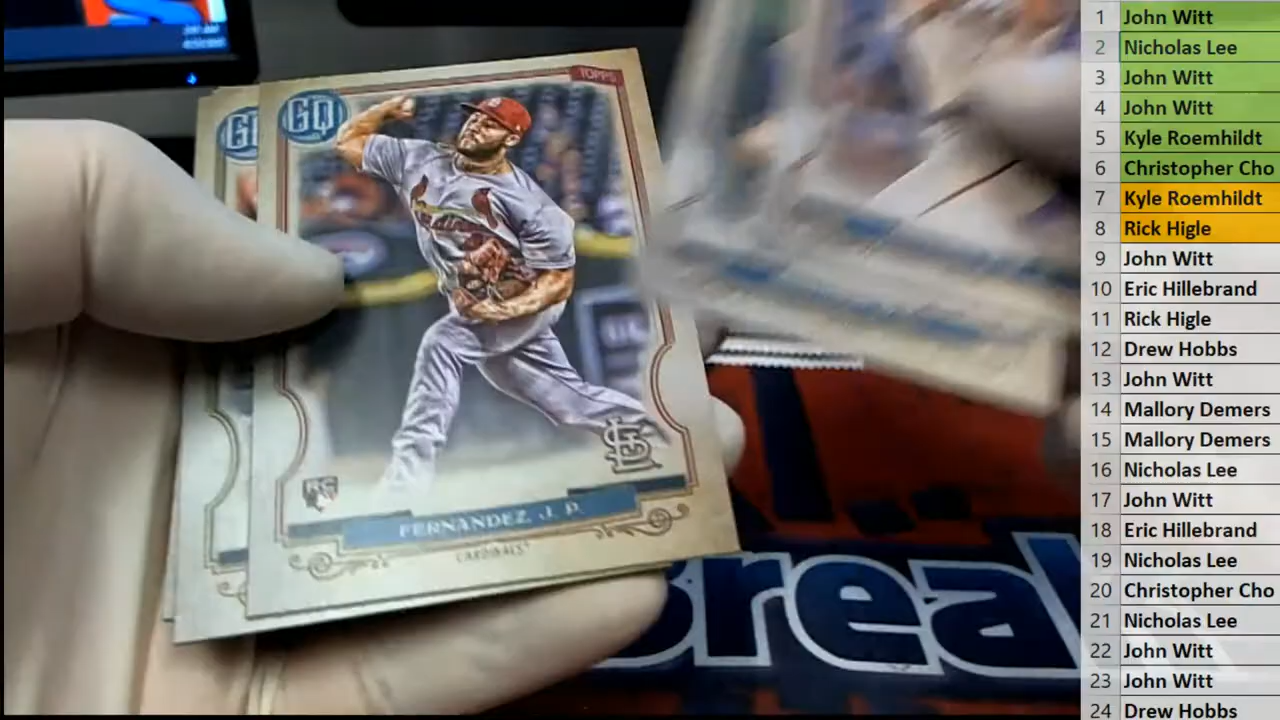 GQ
GQ
TOPPS
Cardinals
RC
FERNANDEZ, J. P.
CARDINALS
Break
1 John Witt
2 Nicholas Lee
3 John Witt
4 John Witt
5 Kyle Roemhildt
6 Christopher Cho
7 Kyle Roemhildt
8 Rick Higle
9 John Witt
10 Eric Hillebrand
11 Rick Higle
12 Drew Hobbs
13 John Witt
14 Mallory Demers
15 Mallory Demers
16 Nicholas Lee
17 John Witt
18 Eric Hillebrand
19 Nicholas Lee
20 Christopher Cho
21 Nicholas Lee
22 John Witt
23 John Witt
24 Drew Hobbs